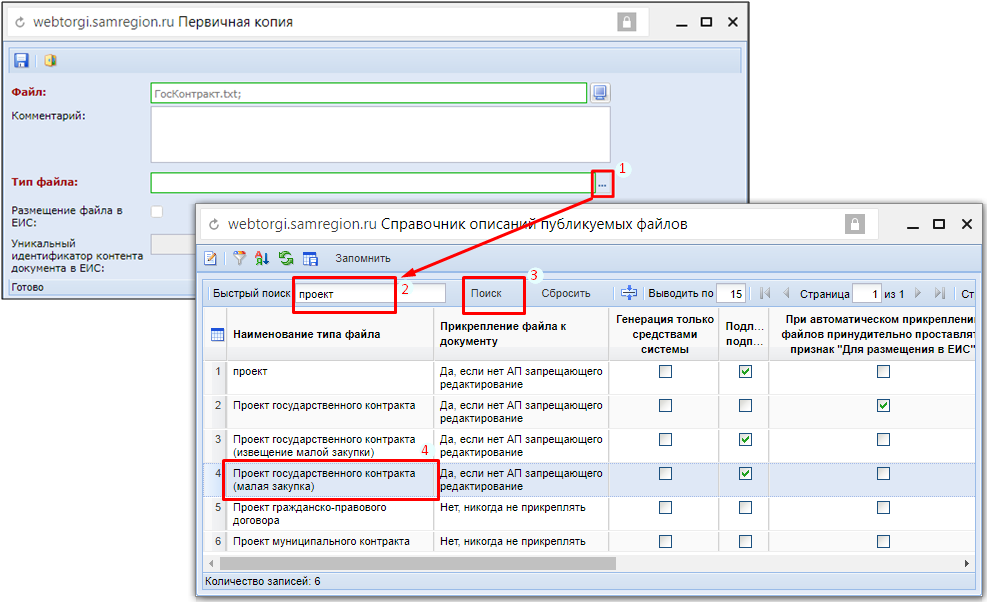 webtorgi.samregion.ru Первичная копия
Файл:
ГосКонтракт.txt;
Комментарий:
Тип файла:
...
1
Размещение файла в
ЕИС:
Уникальный
идентификатор контента
документа в ЕИС:
Готово
webtorgi.samregion.ru Справочник описаний публикуемых файлов
Запомнить
Быстрый поиск
проект
2
Поиск
3
Сбросить
Выводить по
15
Страница
1
из 1
Ст
Наименование типа файла
Прикрепление файла к
документу
Генерация только
средствами
системы
Подл...
подп...
При автоматическом прикреплени
файлов принудительно проставлят
признак "Для размещения в ЕИС"
1 проект
Да, если нет АП запрещающего
редактирование
2 Проект государственного контракта
Да, если нет АП запрещающего
редактирование
3 Проект государственного контракта
(извещение малой закупки)
Да, если нет АП запрещающего
редактирование
4
4 Проект государственного контракта
(малая закупка)
Да, если нет АП запрещающего
редактирование
5 Проект гражданско-правового
договора
Нет, никогда не прикреплять
6 Проект муниципального контракта
Нет, никогда не прикреплять
Количество записей: 6